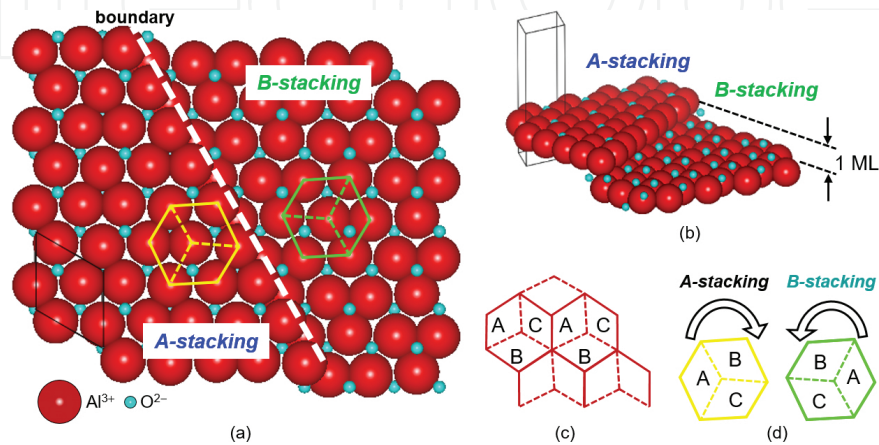 boundary
B-stacking
A-stacking
Al³⁺
O²⁻
(a)
A-stacking
B-stacking
1 ML
(b)
A
C
A
C
B
B
(c)
A-stacking
B-stacking
A
B
C
B
A
C
(d)